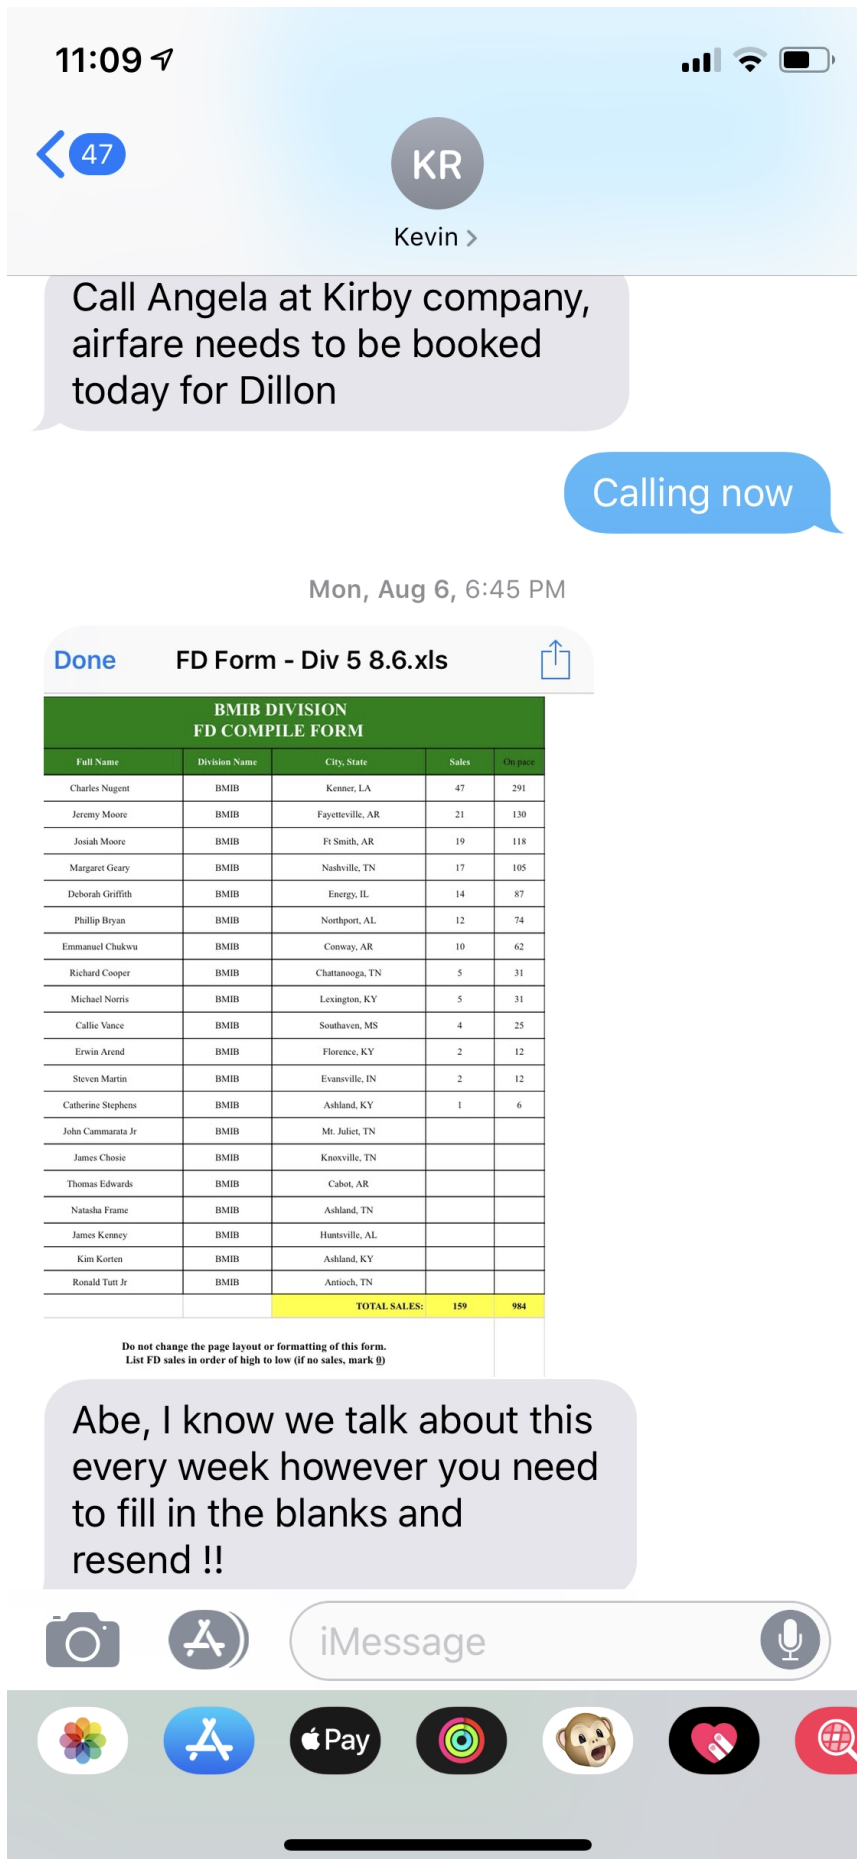 11:09
47
KR
Kevin
Call Angela at Kirby company,
airfare needs to be booked
today for Dillon
Calling now
Mon, Aug 6, 6:45 PM
Done FD Form - Div 5 8.6.xls
BMIB DIVISION
FD COMPILE FORM
Full Name Division Name City, State Sales On pace
Charles Nugent BMIB Kenner, LA 47 291
Jeremy Moore BMIB Fayetteville, AR 21 130
Josiah Moore BMIB Ft Smith, AR 19 118
Margaret Geary BMIB Nashville, TN 17 105
Deborah Griffith BMIB Energy, IL 14 87
Phillip Bryan BMIB Northport, AL 12 74
Emmanuel Chukwu BMIB Conway, AR 10 62
Richard Cooper BMIB Chattanooga, TN 5 31
Michael Norris BMIB Lexington, KY 5 31
Callie Vance BMIB Southaven, MS 4 25
Erwin Arend BMIB Florence, KY 2 12
Steven Martin BMIB Evansville, IN 2 12
Catherine Stephens BMIB Ashland, KY 1 6
John Cammarata Jr BMIB Mt. Juliet, TN
James Chosie BMIB Knoxville, TN
Thomas Edwards BMIB Cabot, AR
Natasha Frame BMIB Ashland, TN
James Kenney BMIB Huntsville, AL
Kim Korten BMIB Ashland, KY
Ronald Tutt Jr BMIB Antioch, TN
TOTAL SALES: 159 984
Do not change the page layout or formatting of this form.
List FD sales in order of high to low (if no sales, mark 0)
Abe, I know we talk about this
every week however you need
to fill in the blanks and
resend !!
iMessage
Pay